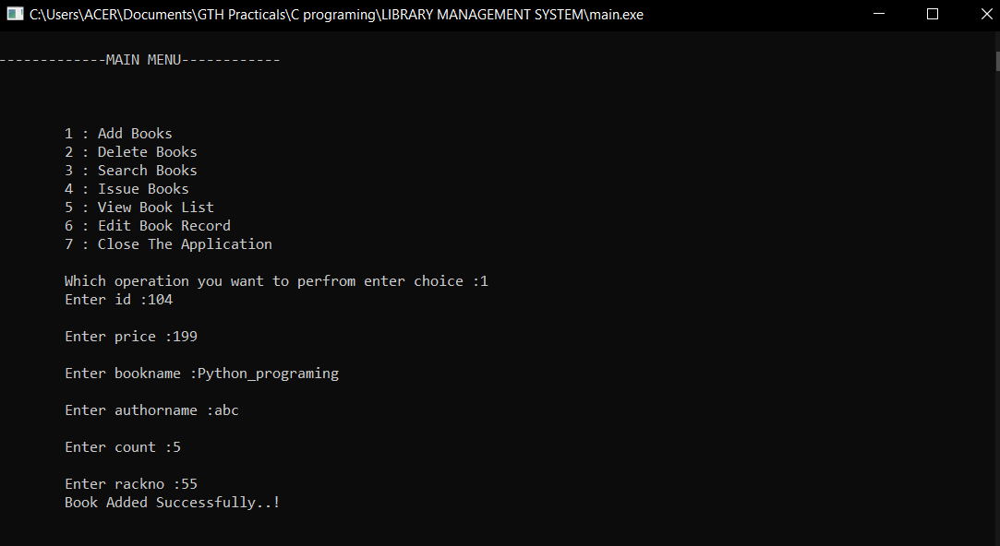 C:\Users\ACER\Documents\GTH Practicals\C programing\LIBRARY MANAGEMENT SYSTEM\main.exe
-------------MAIN MENU------------
1 : Add Books
2 : Delete Books
3 : Search Books
4 : Issue Books
5 : View Book List
6 : Edit Book Record
7 : Close The Application
Which operation you want to perfrom enter choice :1
Enter id :104
Enter price :199
Enter bookname :Python_programing
Enter authorname :abc
Enter count :5
Enter rackno :55
Book Added Successfully..!